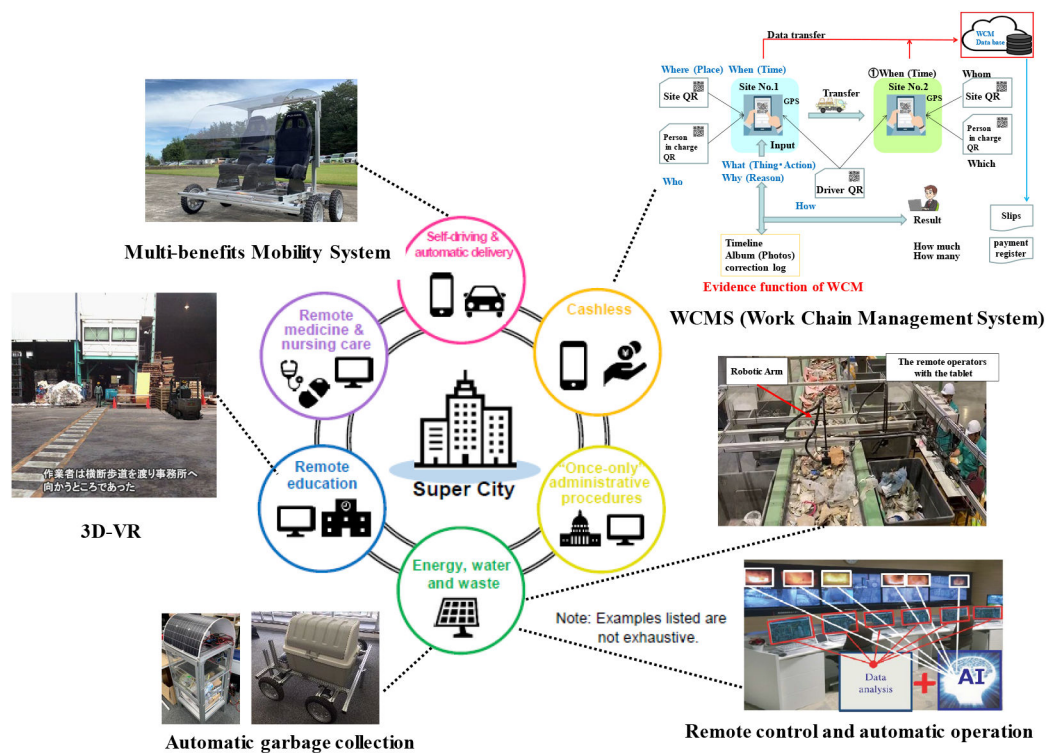 Multi-benefits Mobility System
Data transfer
WCM
Data base
Where (Place)
When (Time)
Site No.1
①When (Time)
Site No.2
Whom
Site QR
GPS
Transfer
GPS
Site QR
Person
in charge
QR
Input
Person
in charge
QR
What (Thing・Action)
Why (Reason)
Who
Driver QR
Which
How
Result
Slips
How much
How many
payment
register
Timeline
Album (Photos)
correction log
Evidence function of WCM
WCMS (Work Chain Management System)
Self-driving &
automatic delivery
Remote
medicine &
nursing care
Cashless
¥
Remote
education
"Once-only"
administrative
procedures
Energy, water
and waste
Super City
作業者は横断歩道を渡り事務所へ
向かうところであった
3D-VR
Robotic Arm
The remote operators
with the tablet
Note: Examples listed are
not exhaustive.
Data
analysis
+
AI
Automatic garbage collection
Remote control and automatic operation